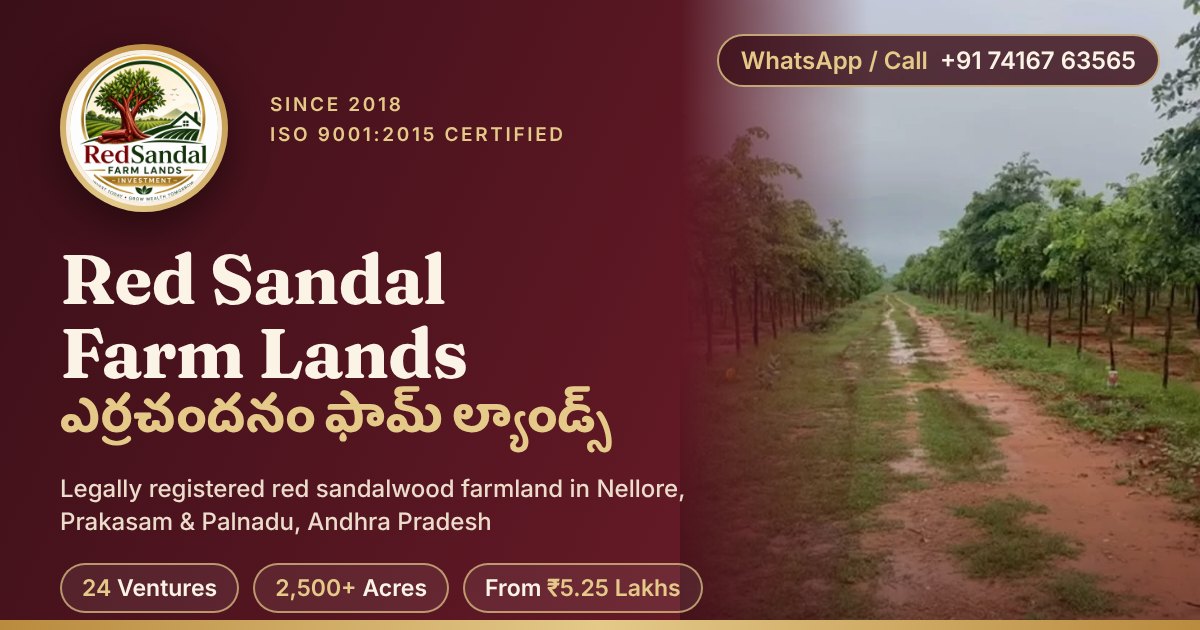 WhatsApp / Call +91 74167 63565
SINCE 2018
ISO 9001:2015 CERTIFIED
RedSandal
FARM LANDS
INVESTMENT
Red Sandal
Farm Lands
ఎర్రచందనం ఫామ్ ల్యాండ్స్
Legally registered red sandalwood farmland in Nellore,
Prakasam & Palnadu, Andhra Pradesh
24 Ventures
2,500+ Acres
From ₹5.25 Lakhs